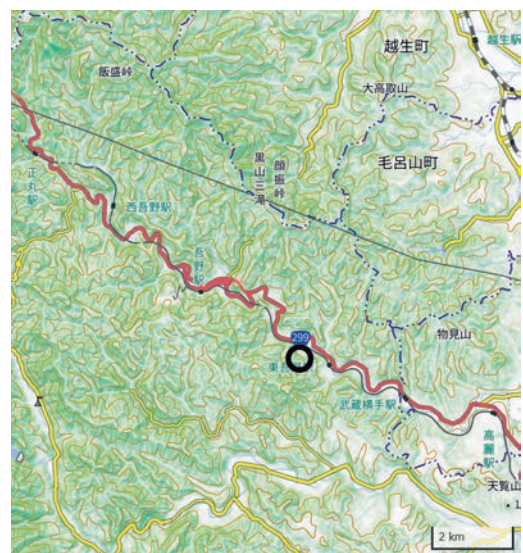 越生町
越生駅
飯盛峠
大高取山
毛呂山町
顔振峠
黒山三滝
正丸駅
西吾野駅
吾野駅
299
物見山
東吾野
武蔵横手駅
高麗駅
天覧山
2 km